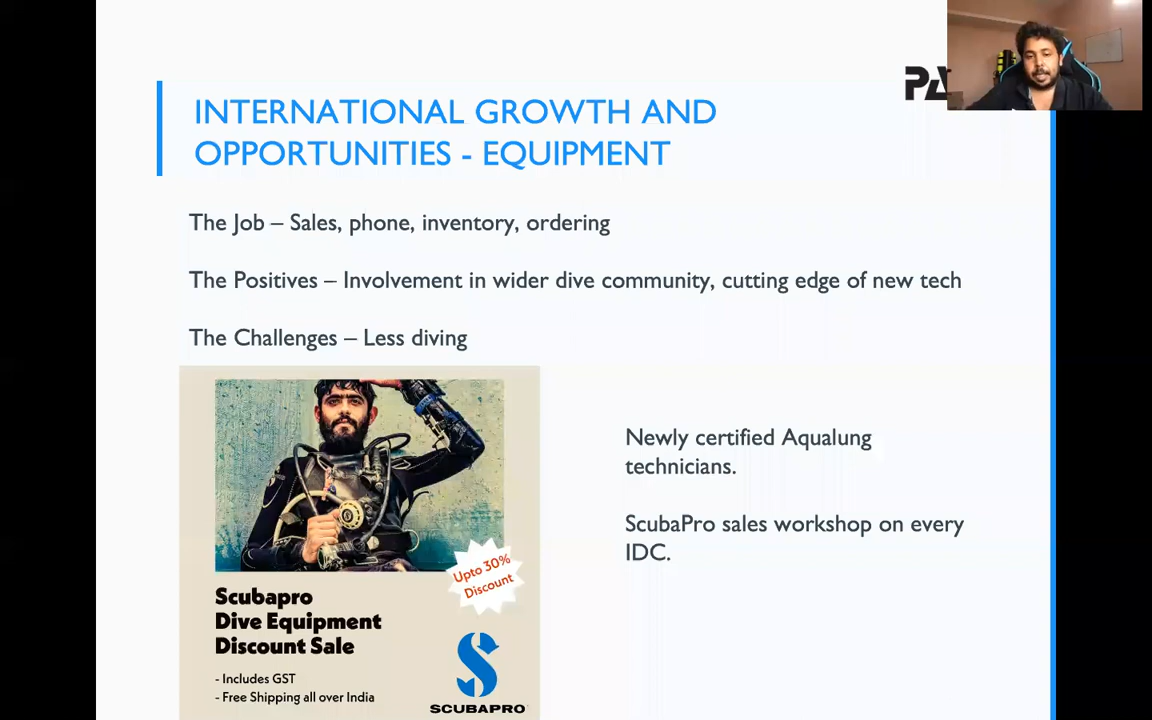 INTERNATIONAL GROWTH AND
OPPORTUNITIES - EQUIPMENT
The Job – Sales, phone, inventory, ordering
The Positives – Involvement in wider dive community, cutting edge of new tech
The Challenges – Less diving
Newly certified Aqualung
technicians.
ScubaPro sales workshop on every
IDC.
Upto 30%
Discount
Scubapro
Dive Equipment
Discount Sale
- Includes GST
- Free Shipping all over India
SCUBAPRO